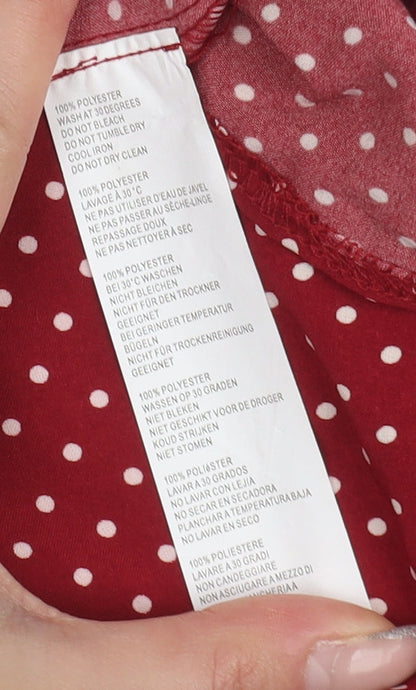 100% POLYESTER
WASH AT 30 DEGREES
DO NOT BLEACH
DO NOT TUMBLE DRY
COOL IRON
DO NOT DRY CLEAN
100% POLYESTER
LAVAGE À 30°C
NE PAS UTILISER D'EAU DE JAVEL
NE PAS PASSER AU SÈCHE-LINGE
REPASSAGE DOUX
NE PAS NETTOYER À SEC
100% POLYESTER
BEI 30°C WASCHEN
NICHT BLEICHEN
NICHT FÜR DEN TROCKNER
GEEIGNET
BEI GERINGER TEMPERATUR
BÜGELN
NICHT FÜR TROCKENREINIGUNG
GEEIGNET
100% POLYESTER
WASSEN OP 30 GRADEN
NIET BLEKEN
NIET GESCHIKT VOOR DE DROGER
KOUD STRIJKEN
NIET STOMEN
100% POLIéSTER
LAVAR A 30 GRADOS
NO LAVAR CON LEJIA
NO SECAR EN SECADORA
PLANCHAR A TEMPERATURA BAJA
NO LAVAR EN SECO
100% POLIESTERE
LAVARE A 30 GRADI
NON CANDEGGIARE
NON ASCIUGARE A MEZZO DI